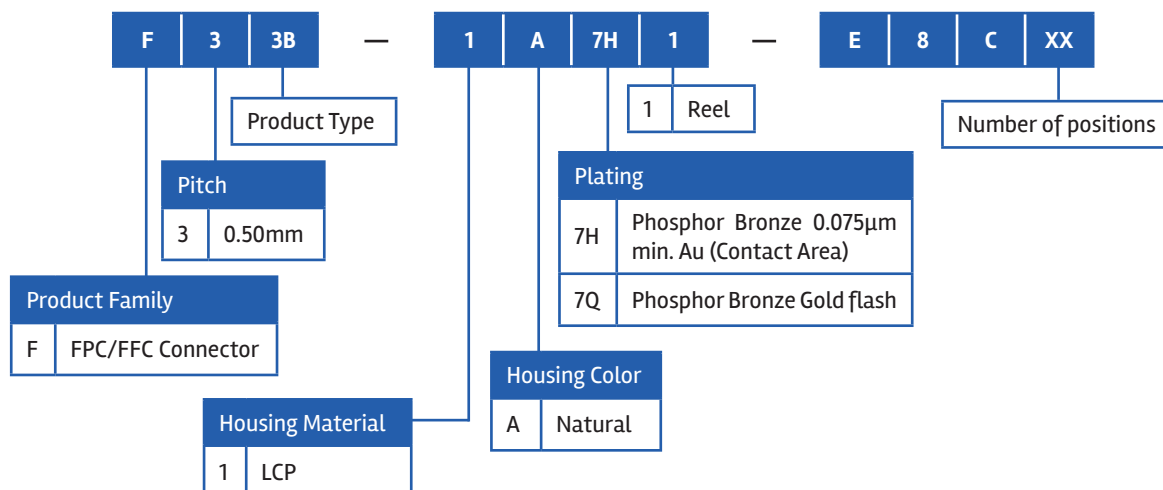 F 3 3B — 1 A 7H 1 — E 8 C XX
1 Reel
Product Type
Number of positions
Pitch
3 0.50mm
Plating
7H Phosphor Bronze 0.075µm
min. Au (Contact Area)
7Q Phosphor Bronze Gold flash
Product Family
F FPC/FFC Connector
Housing Color
A Natural
Housing Material
1 LCP